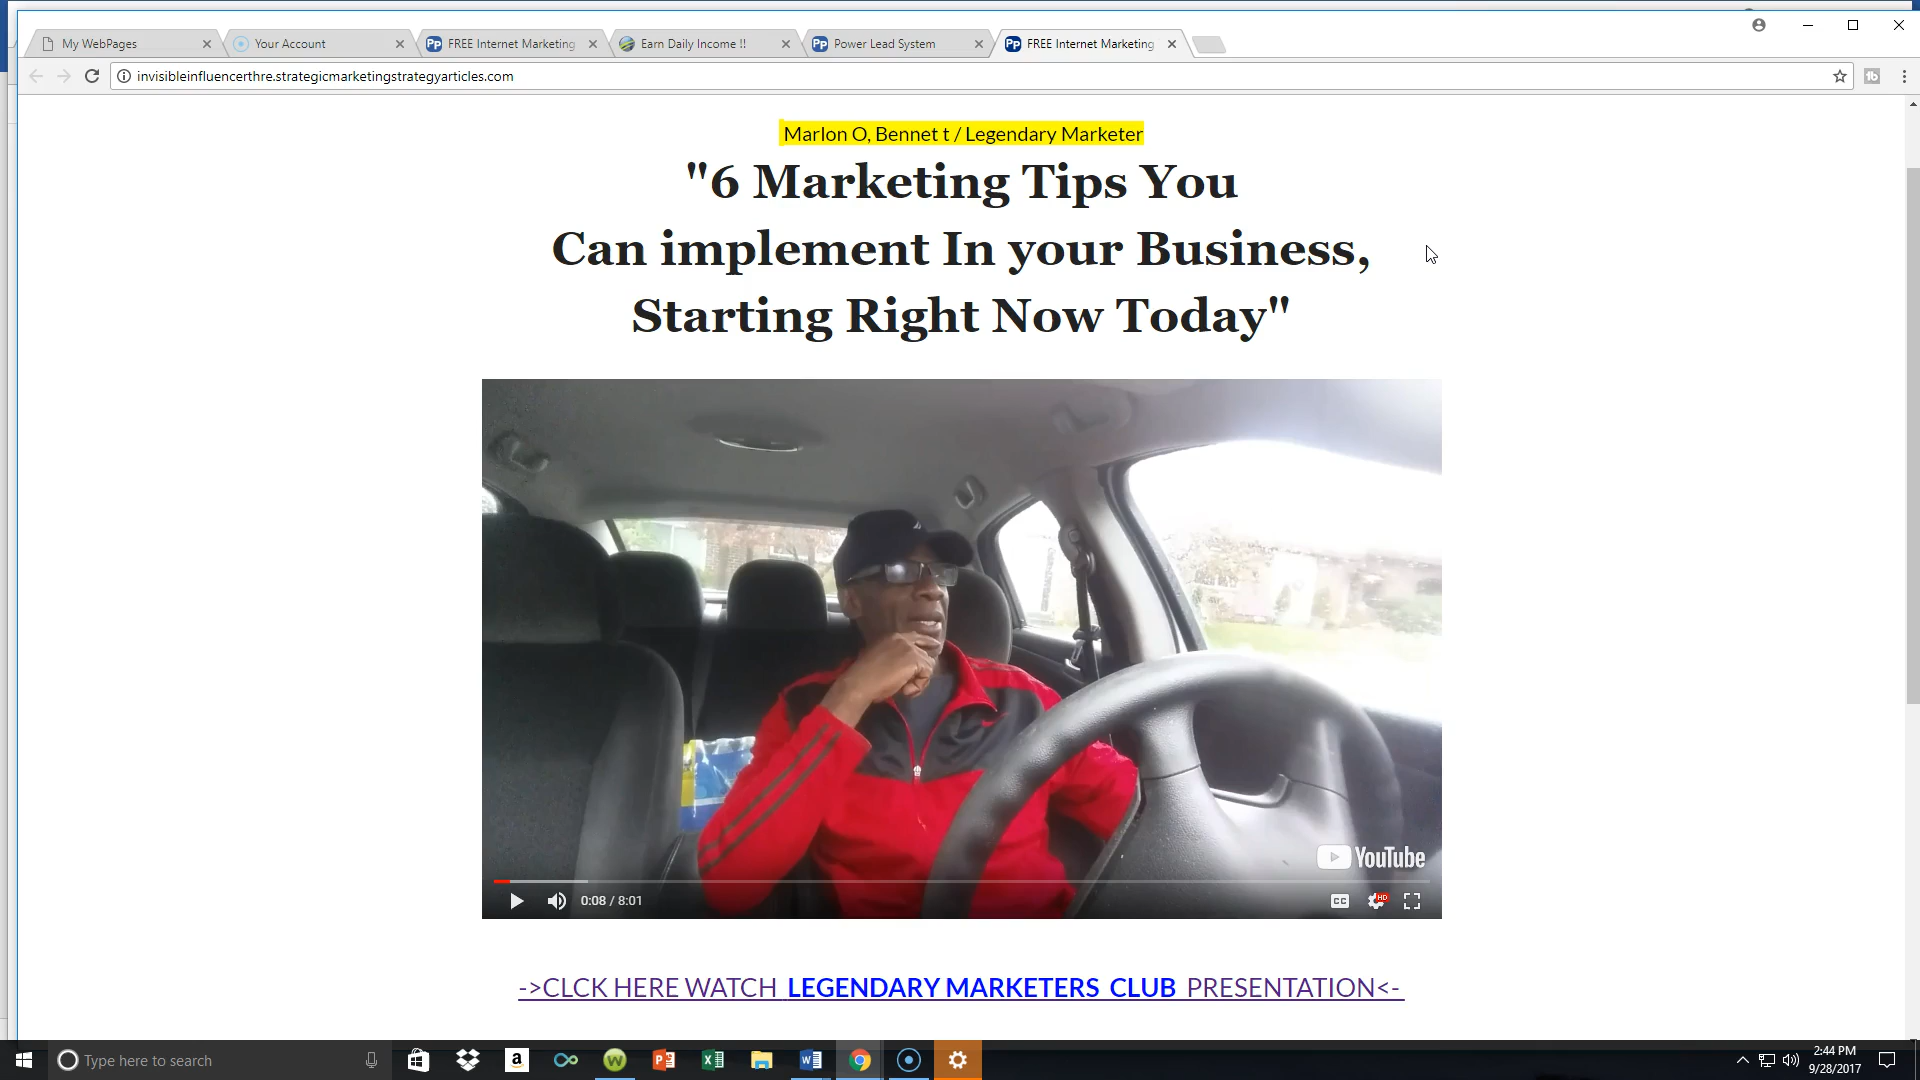 My WebPages
Your Account
FREE Internet Marketing
Earn Daily Income !!
Power Lead System
FREE Internet Marketing
invisibleinfluencerthre.strategicmarketingstrategyarticles.com
Marlon O, Bennet t / Legendary Marketer
"6 Marketing Tips You
Can implement In your Business,
Starting Right Now Today"
YouTube
0:08 / 8:01
CC
HD
->CLCK HERE WATCH LEGENDARY MARKETERS CLUB PRESENTATION<-
Type here to search
2:44 PM
9/28/2017